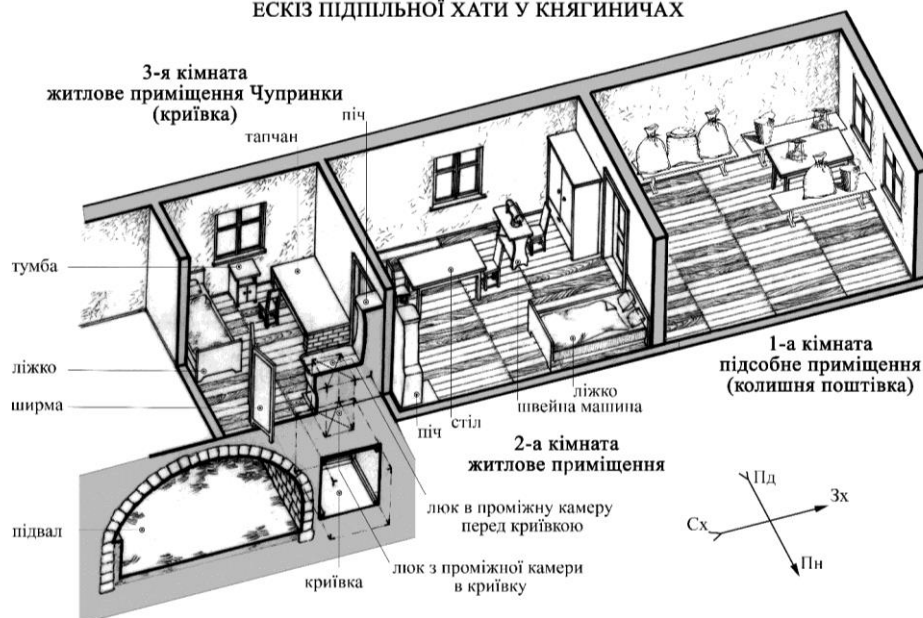 ЕСКІЗ ПІДПІЛЬНОЇ ХАТИ У КНЯГИНИЧАХ
3-я кімната
житлове приміщення Чупринки
(криївка)
піч
тапчан
тумба
ліжко
ширма
підвал
1-а кімната
підсобне приміщення
(колишня поштівка)
ліжко
швейна машина
стіл
піч
2-а кімната
житлове приміщення
люк в проміжну камеру
перед криївкою
люк з проміжної камери
в криївку
криївка
Пд
Зх
Сх
Пн